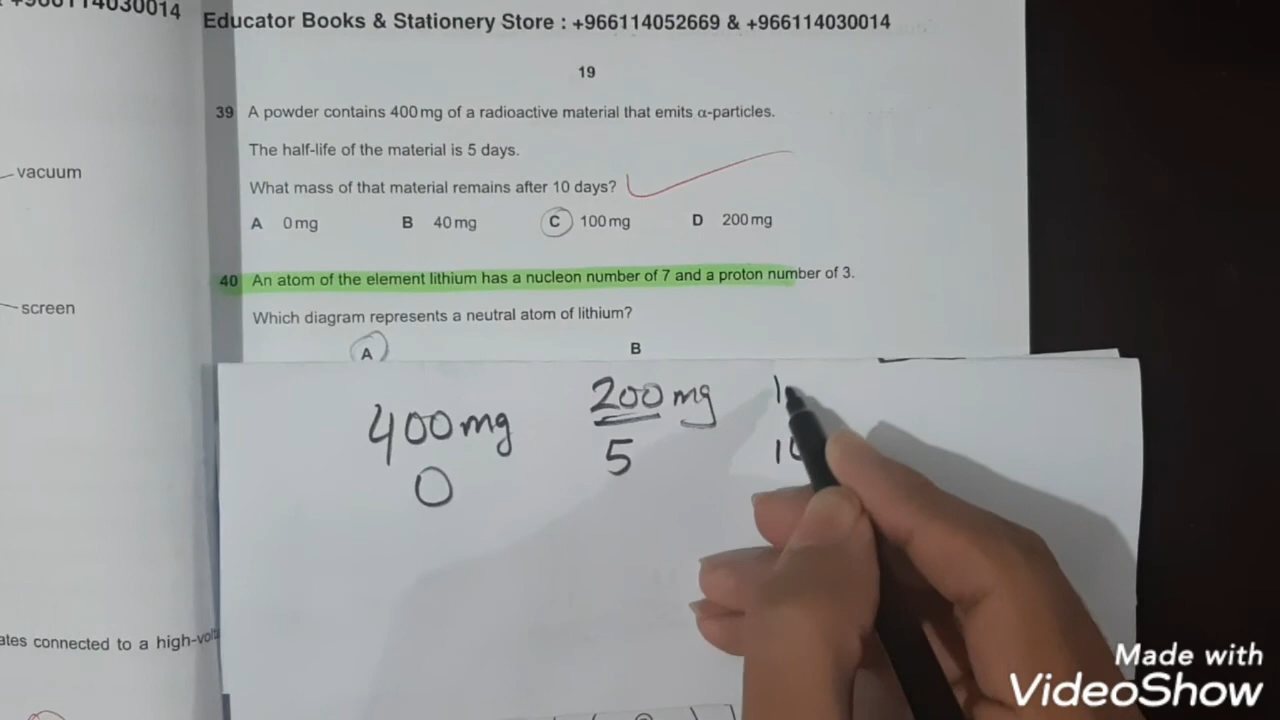 +966114030014
Educator Books & Stationery Store : +966114052669 & +966114030014
19
39 A powder contains 400 mg of a radioactive material that emits α-particles.
The half-life of the material is 5 days.
What mass of that material remains after 10 days?
A 0 mg B 40 mg C 100 mg D 200 mg
40 An atom of the element lithium has a nucleon number of 7 and a proton number of 3.
Which diagram represents a neutral atom of lithium?
A B
vacuum
screen
400 mg 200 mg 1
0 5 10
ates connected to a high-vol
Made with
VideoShow